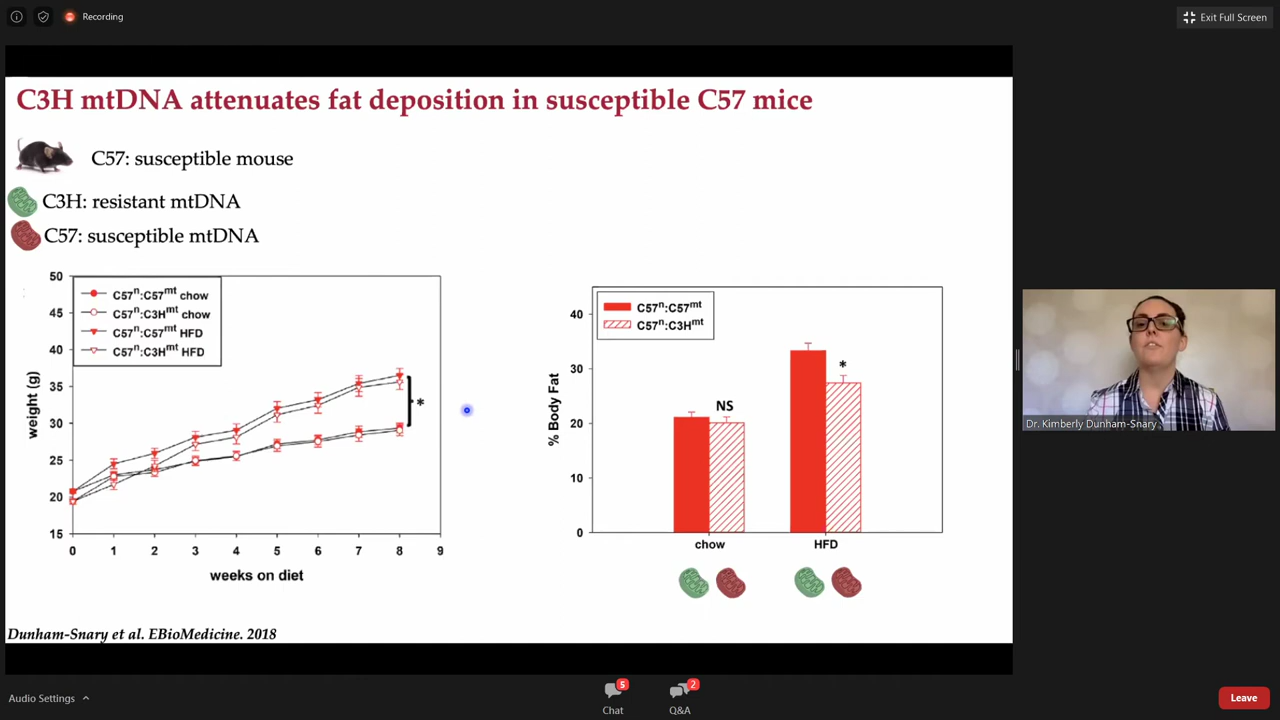 Recording
Exit Full Screen
C3H mtDNA attenuates fat deposition in susceptible C57 mice
C57: susceptible mouse
C3H: resistant mtDNA
C57: susceptible mtDNA
50
45
40
35
30
25
20
15
weight (g)
C57n:C57mt chow
C57n:C3Hmt chow
C57n:C57mt HFD
C57n:C3Hmt HFD
*
0 1 2 3 4 5 6 7 8 9
weeks on diet
40
30
20
10
0
% Body Fat
C57n:C57mt
C57n:C3Hmt
NS
*
chow HFD
Dunham-Snary et al. EBioMedicine. 2018
Dr. Kimberly Dunham-Snary
Audio Settings
5
Chat
2
Q&A
Leave